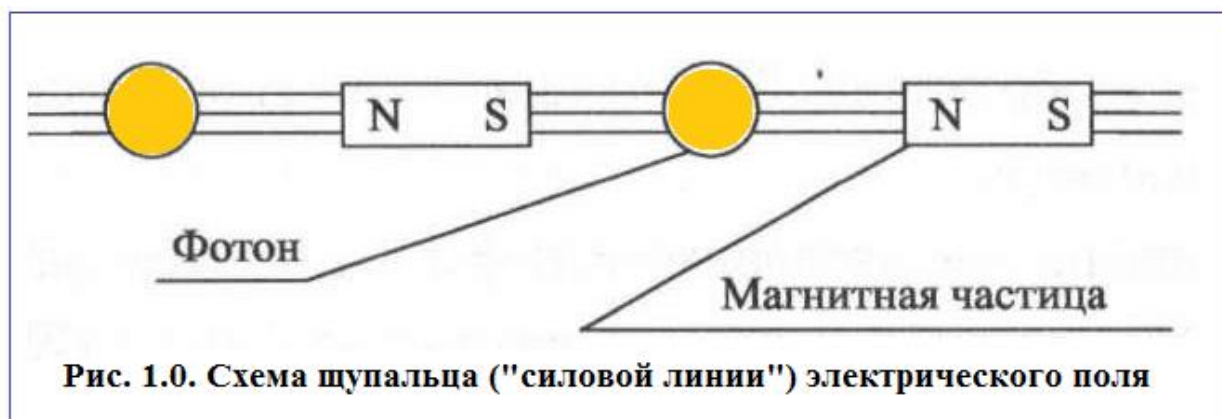 N S N S
Фотон
Магнитная частица
Рис. 1.0. Схема щупальца ("силовой линии") электрического поля